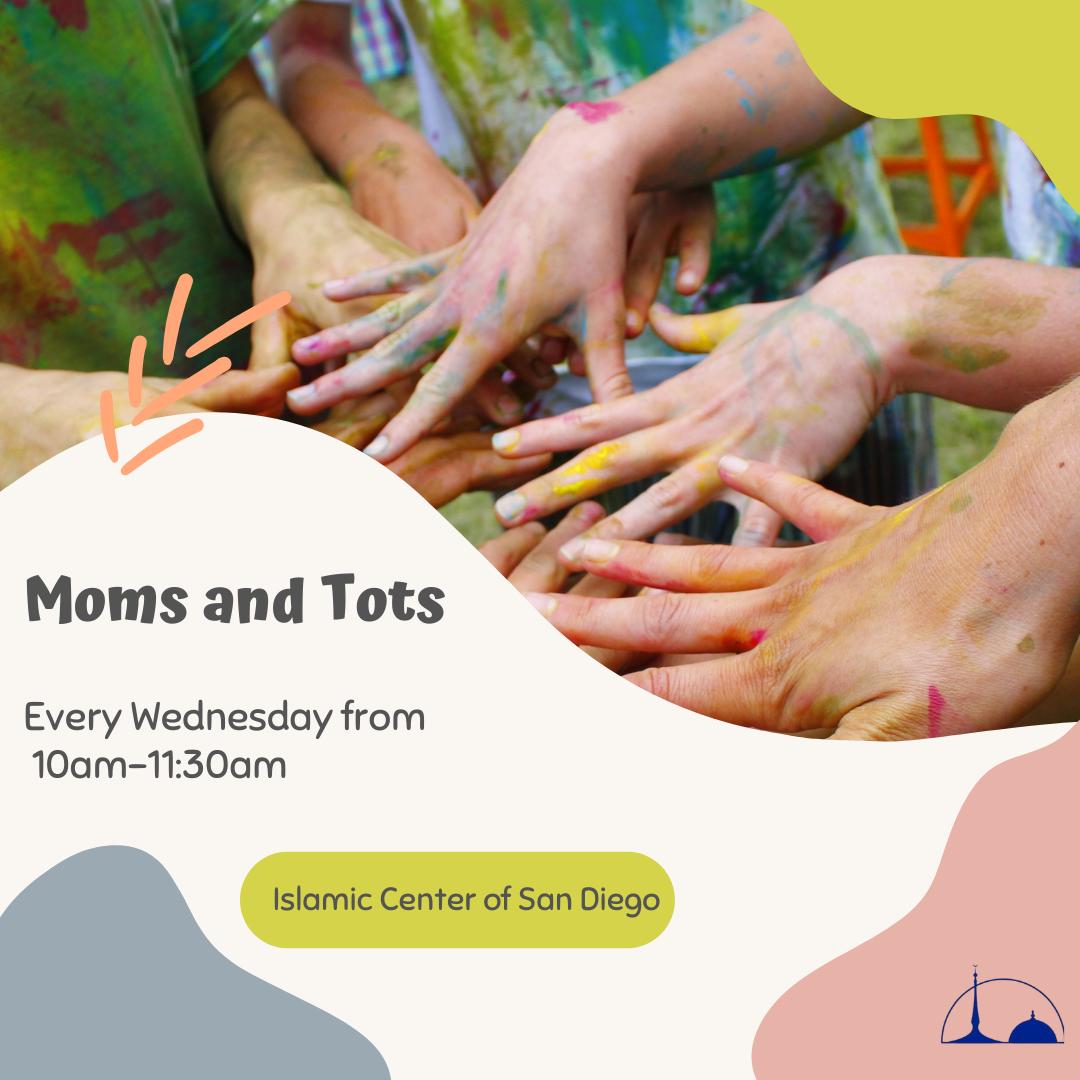 Moms and Tots
Every Wednesday from
10am-11:30am
Islamic Center of San Diego